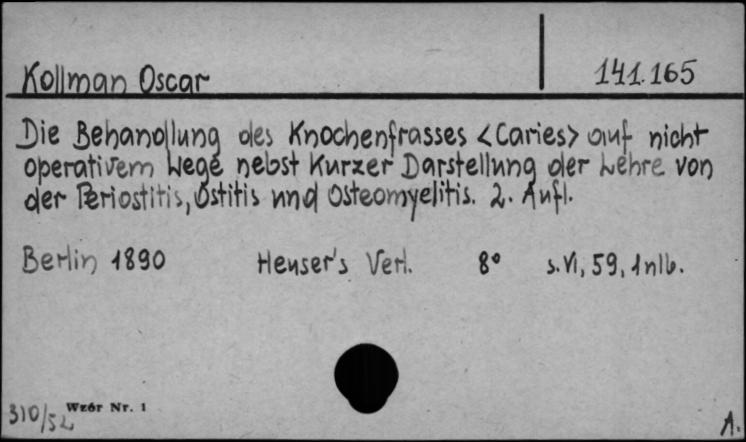 Kollman Oscar 141.165
Die Behandlung des Knochenfrasses <Caries> auf nicht
operativem Wege nebst Kurzer Darstellung der Lehre von
der Periostitis, Ostitis und Osteomyelitis. 2. Aufl.
Berlin 1890 Heuser's Verl. 8° s. VI, 59, 1 nlb.
310/52 Wzór Nr. 1 A.